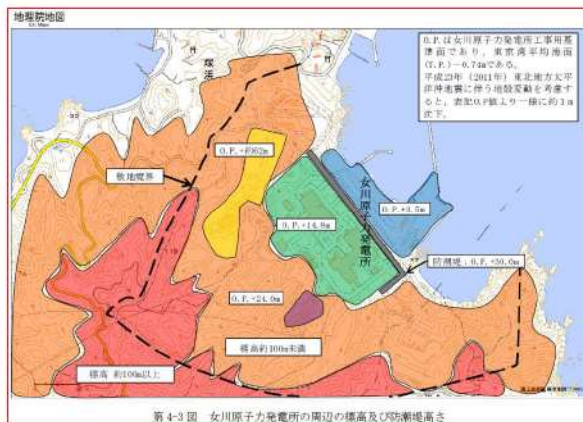 地理院地図
O.P.は女川原子力発電所工事用基
準面であり、東京湾平均海面
(T.P.)－0.74mである。
平成23年（2011年）東北地方太平
洋沖地震に伴う地殻変動を考慮す
ると、表記O.P値より一様に約1m
沈下。
塚浜
O.P.+約62m
敷地境界
O.P.+3.5m
O.P.+14.8m
女川原子力発電所
防潮堤：O.P.+30.0m
O.P.+24.0m
標高約100m未満
標高 約100m以上
第4-3図 女川原子力発電所の周辺の標高及び防潮堤高さ